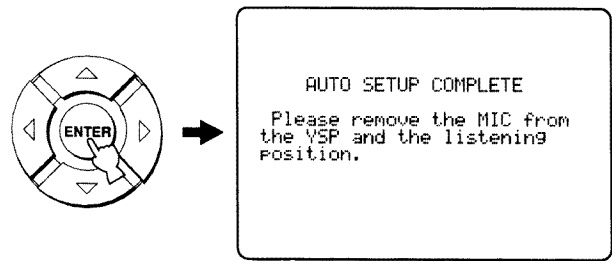 ENTER
AUTO SETUP COMPLETE
Please remove the MIC from
the YSP and the listening
position.